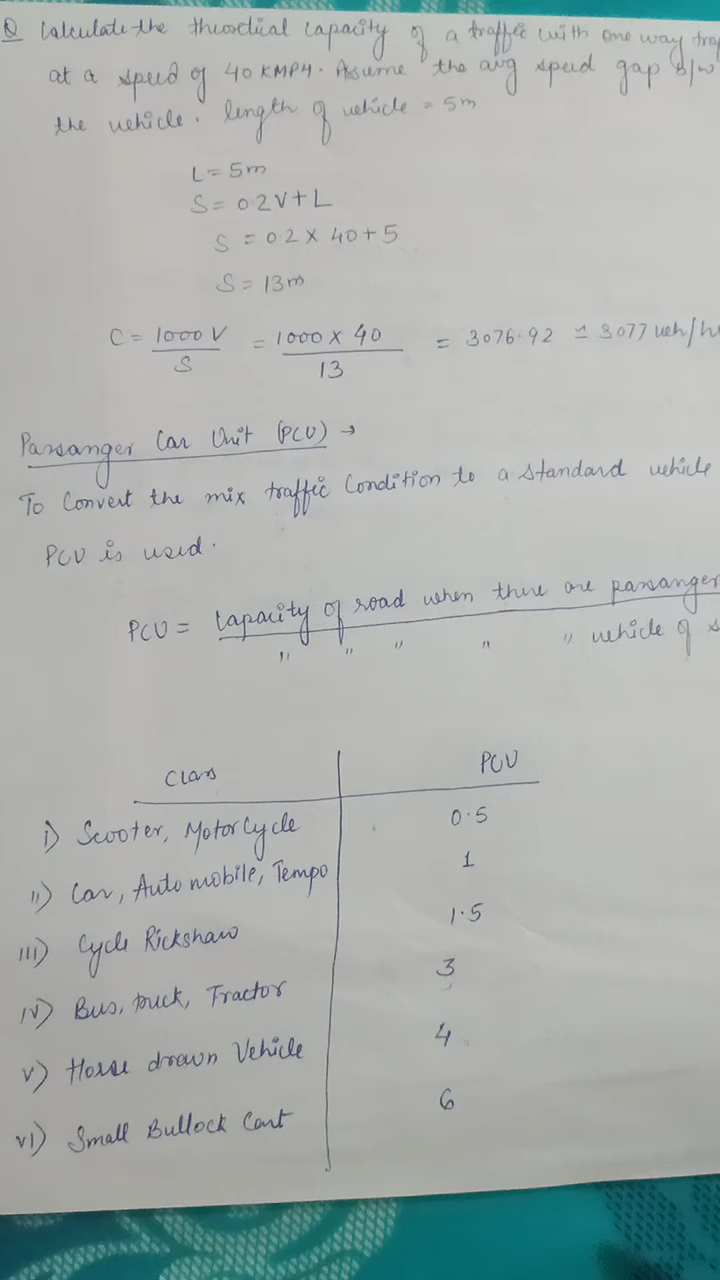 Q Calculate the theoretical capacity of a traffic with one way
at a speed of 40 KMPH. Assume the avg speed gap b/w
the vehicle. length of vehicle = 5m
L = 5m
S = 0.2V + L
S = 0.2 × 40 + 5
S = 13m
C = 1000 V / S = 1000 × 40 / 13 = 3076.92 ≃ 3077 veh/h
Passanger Car Unit (PCU) →
To Convert the mix traffic Condition to a standard vehicle
PCU is used.
PCU = Capacity of road when there are passanger
" " " " " vehicle of
Class PCU
i) Scooter, Motorcycle 0.5
ii) Car, Auto mobile, Tempo 1
iii) Cycle Rickshaw 1.5
iv) Bus, truck, Tractor 3
v) Horse drawn Vehicle 4
vi) Small Bullock Cart 6